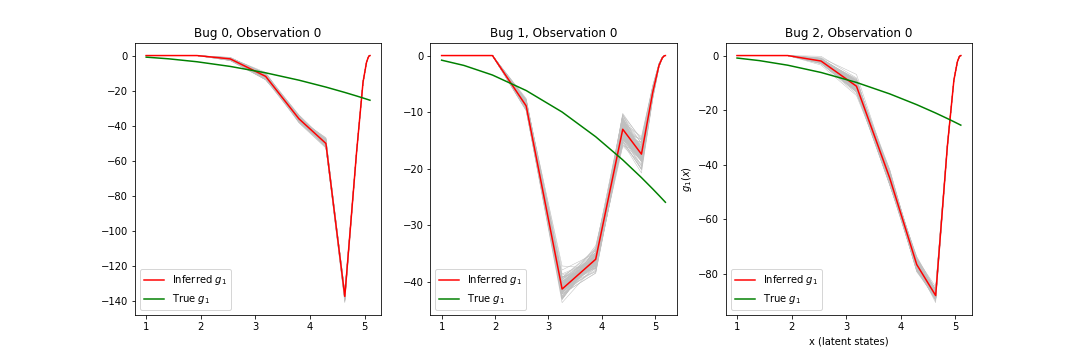 Bug 0, Observation 0
0
−20
−40
−60
−80
−100
−120
−140
1 2 3 4 5
Inferred g₁
True g₁
Bug 1, Observation 0
0
−10
−20
−30
−40
1 2 3 4 5
Inferred g₁
True g₁
Bug 2, Observation 0
g₁(x)
0
−20
−40
−60
−80
1 2 3 4 5
x (latent states)
Inferred g₁
True g₁